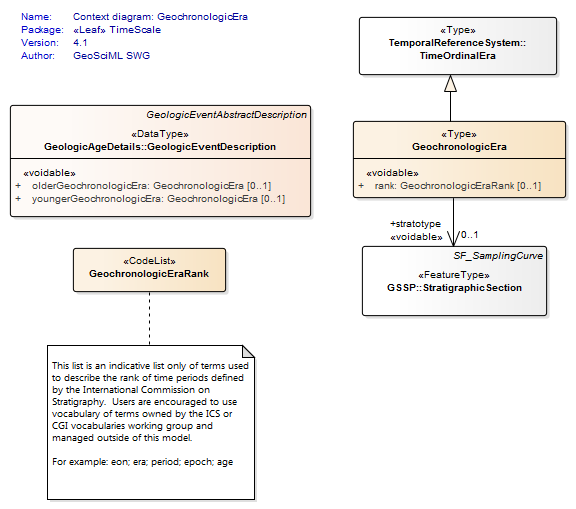 Name: Context diagram: GeochronologicEra
Package: «Leaf» TimeScale
Version: 4.1
Author: GeoSciML SWG
«Type»
TemporalReferenceSystem::
TimeOrdinalEra
GeologicEventAbstractDescription
«DataType»
GeologicAgeDetails::GeologicEventDescription
«voidable»
+ olderGeochronologicEra: GeochronologicEra [0..1]
+ youngerGeochronologicEra: GeochronologicEra [0..1]
«Type»
GeochronologicEra
«voidable»
+ rank: GeochronologicEraRank [0..1]
+stratotype
«voidable» 0..1
SF_SamplingCurve
«FeatureType»
GSSP::StratigraphicSection
«CodeList»
GeochronologicEraRank
This list is an indicative list only of terms used
to describe the rank of time periods defined
by the International Commission on
Stratigraphy. Users are encouraged to use
vocabulary of terms owned by the ICS or
CGI vocabularies working group and
managed outside of this model.
For example: eon; era; period; epoch; age